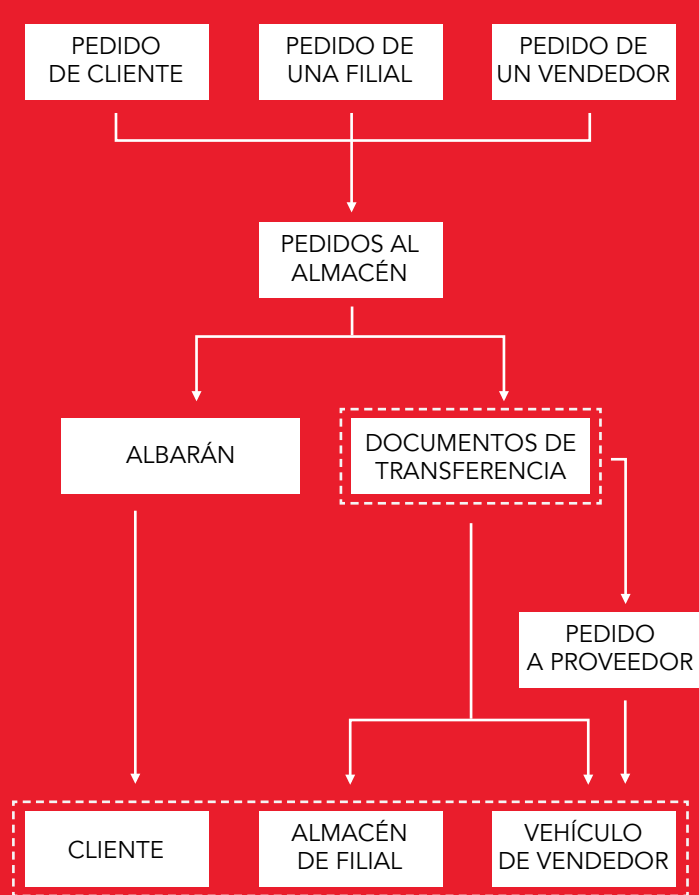 PEDIDO
DE CLIENTE
PEDIDO DE
UNA FILIAL
PEDIDO DE
UN VENDEDOR
PEDIDOS AL
ALMACÉN
ALBARÁN
DOCUMENTOS DE
TRANSFERENCIA
PEDIDO
A PROVEEDOR
CLIENTE
ALMACÉN
DE FILIAL
VEHÍCULO
DE VENDEDOR